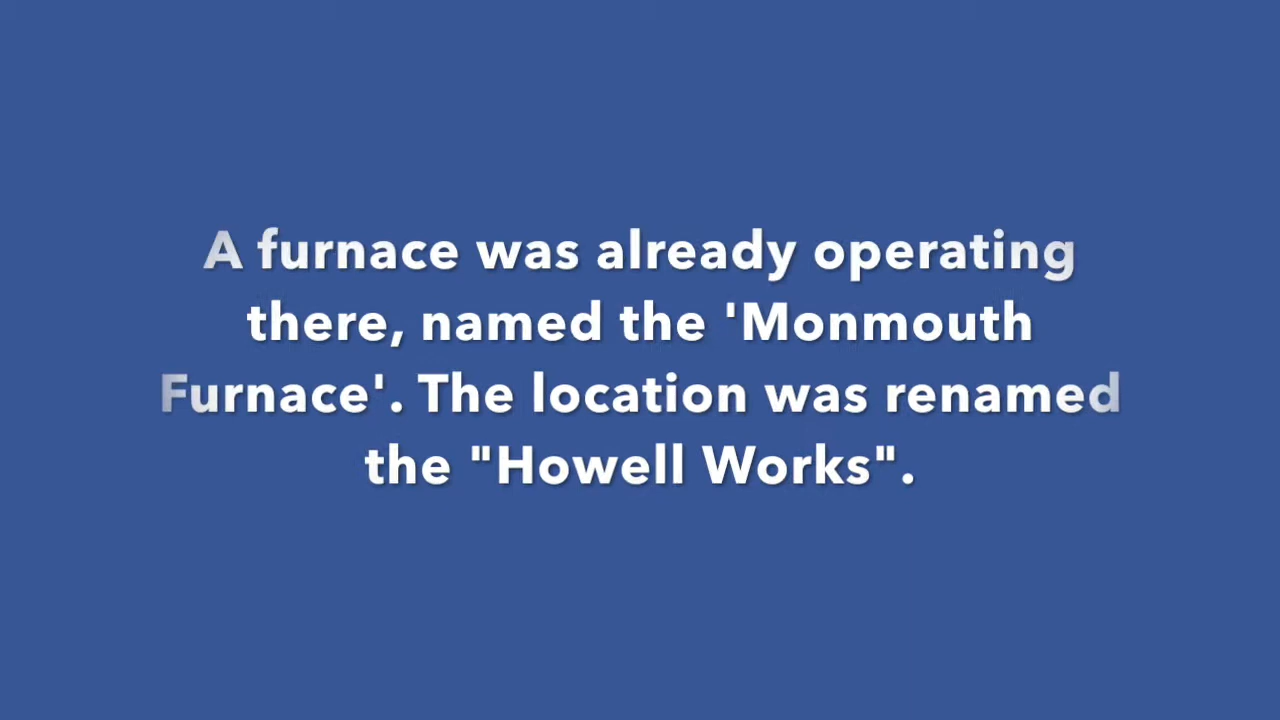 A furnace was already operating
there, named the 'Monmouth
Furnace'. The location was renamed
the "Howell Works".